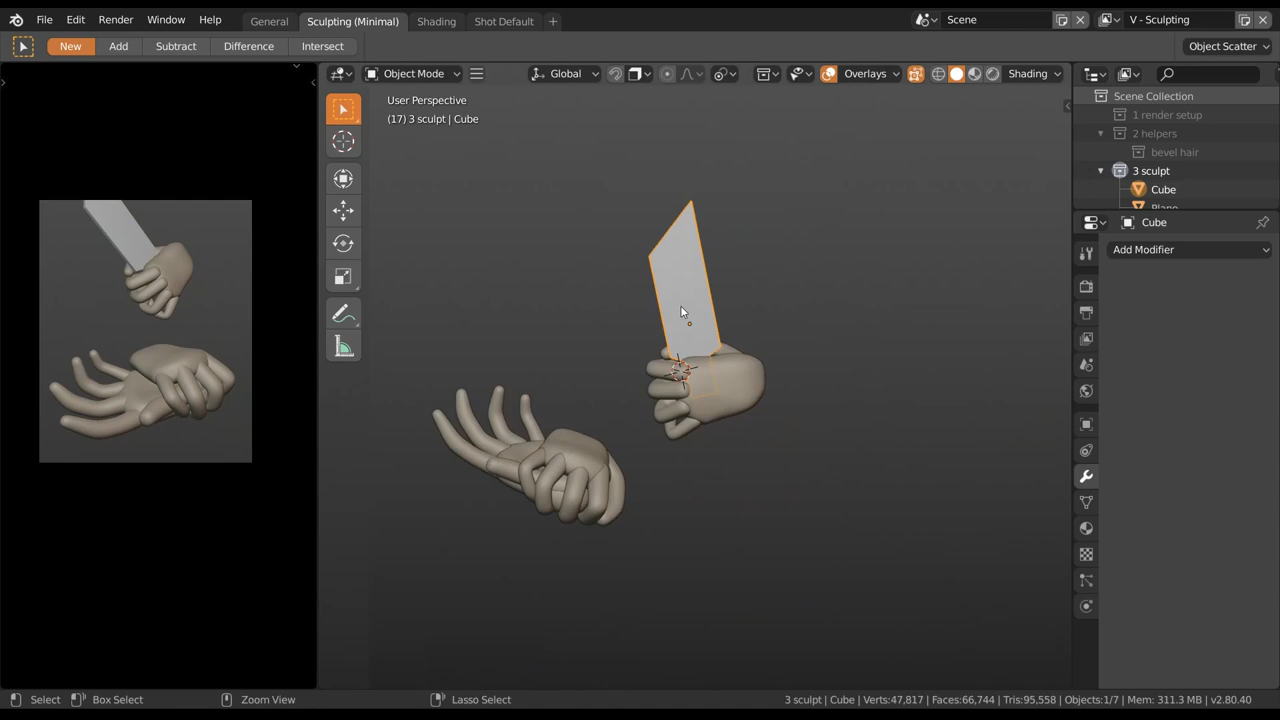 File Edit Render Window Help General Sculpting (Minimal) Shading Shot Default Scene V - Sculpting
New Add Subtract Difference Intersect Object Scatter
Object Mode Global Overlays Shading
User Perspective
(17) 3 sculpt | Cube
Scene Collection
1 render setup
2 helpers
bevel hair
3 sculpt
Cube
Plane
Cube
Add Modifier
Select Box Select Zoom View Lasso Select 3 sculpt | Cube | Verts:47,817 | Faces:66,744 | Tris:95,558 | Objects:1/7 | Mem: 311.3 MB | v2.80.40